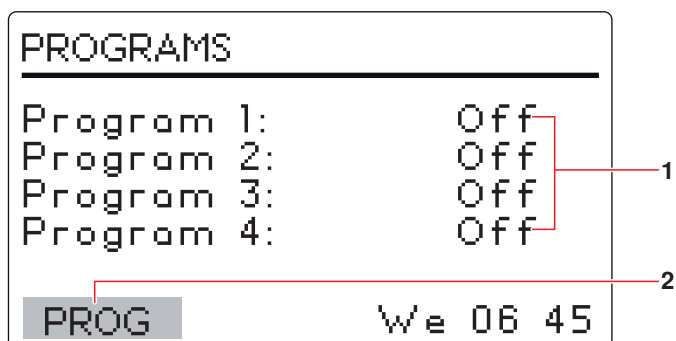 PROGRAMS
Program 1: Off
Program 2: Off
Program 3: Off
Program 4: Off
1
2
PROG We 06 45